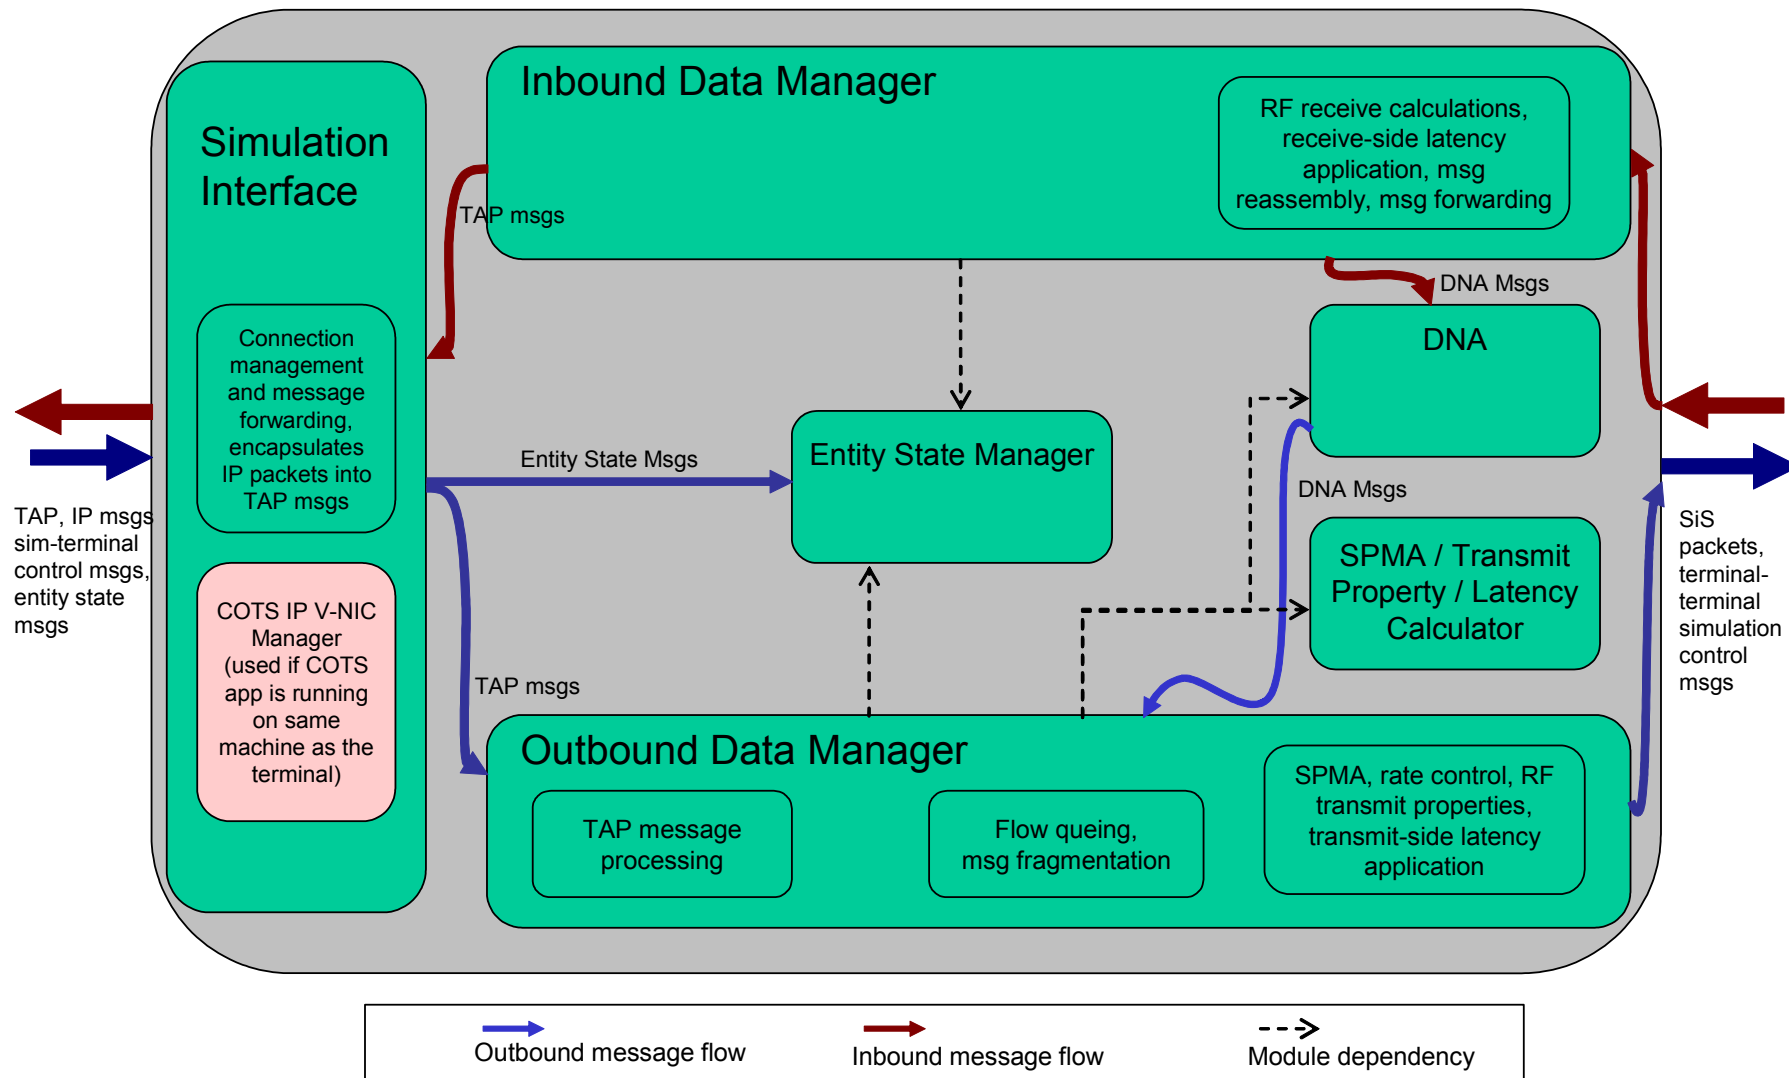 Inbound Data Manager
RF receive calculations,
receive-side latency
application, msg
reassembly, msg forwarding
Simulation
Interface
TAP msgs
DNA Msgs
DNA
Connection
management
and message
forwarding,
encapsulates
IP packets into
TAP msgs
Entity State Msgs
Entity State Manager
DNA Msgs
TAP, IP msgs
sim-terminal
control msgs,
entity state
msgs
SiS
packets,
terminal-
terminal
simulation
control
msgs
SPMA / Transmit
Property / Latency
Calculator
COTS IP V-NIC
Manager
(used if COTS
app is running
on same
machine as the
terminal)
TAP msgs
Outbound Data Manager
TAP message
processing
Flow queing,
msg fragmentation
SPMA, rate control, RF
transmit properties,
transmit-side latency
application
Outbound message flow
Inbound message flow
Module dependency